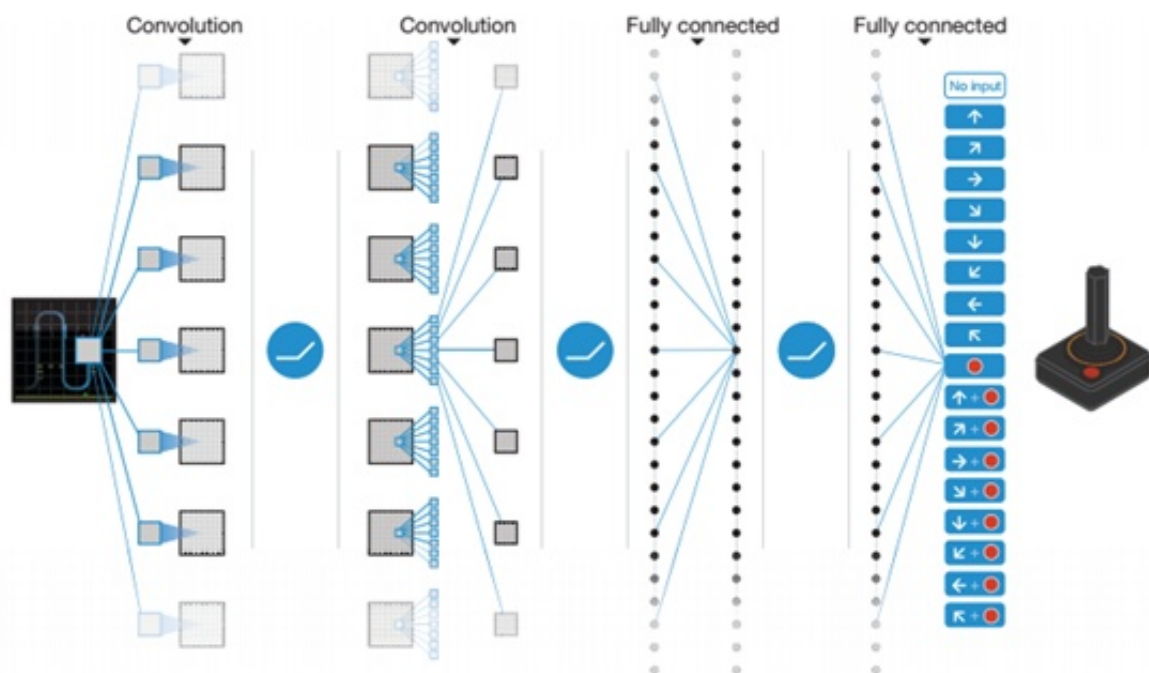 Convolution
Convolution
Fully connected
Fully connected
No input
+
+
+
+
+
+
+
+